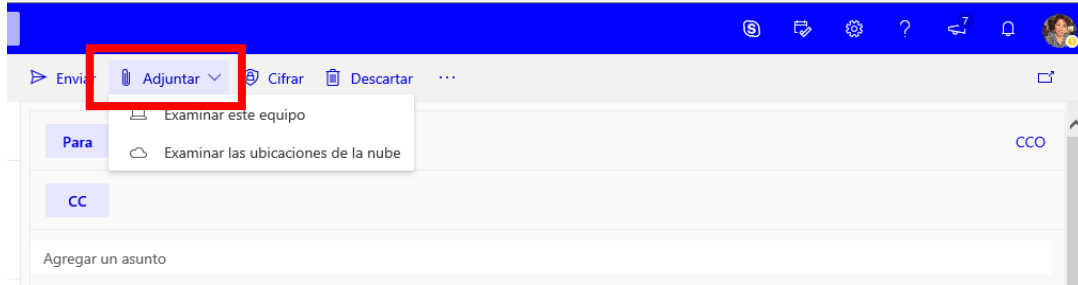 7
Enviar Adjuntar Cifrar Descartar ...
Examinar este equipo
Para
CCO
Examinar las ubicaciones de la nube
CC
Agregar un asunto